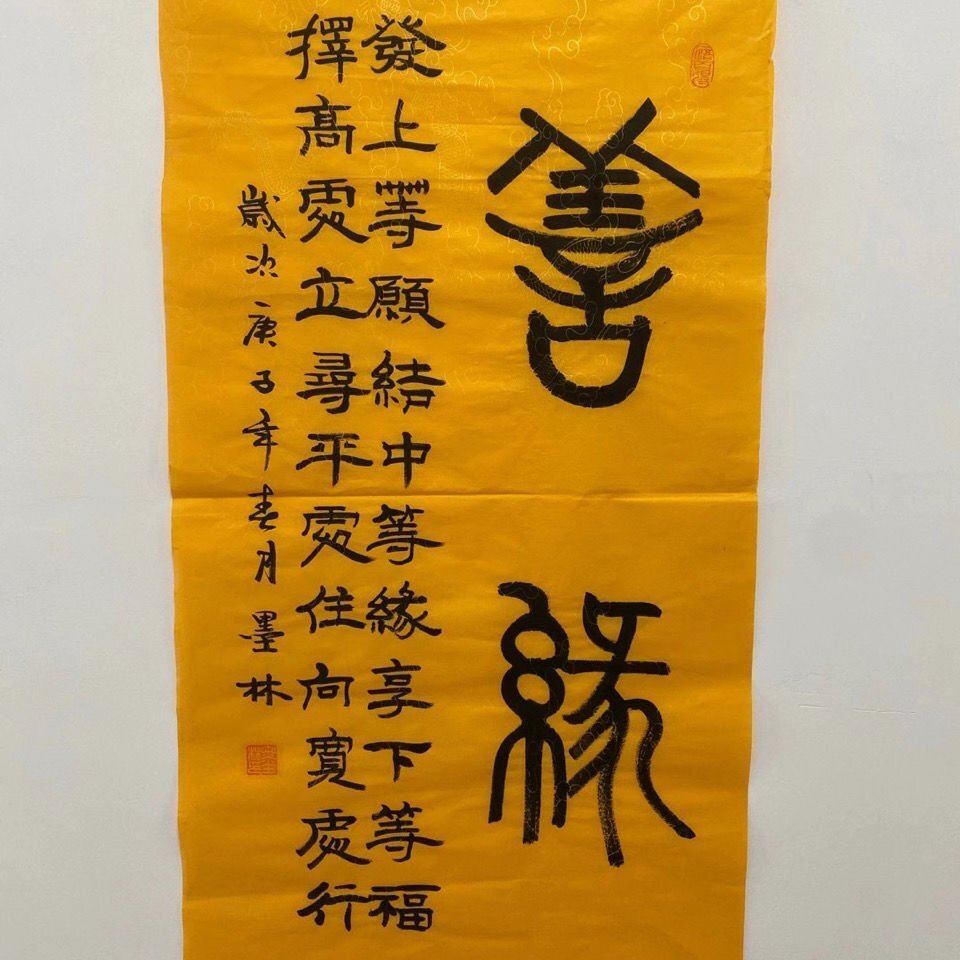 善緣
發上等願結中等緣享下等福
擇高處立尋平處住向寬處行
歲次庚子年春月墨林